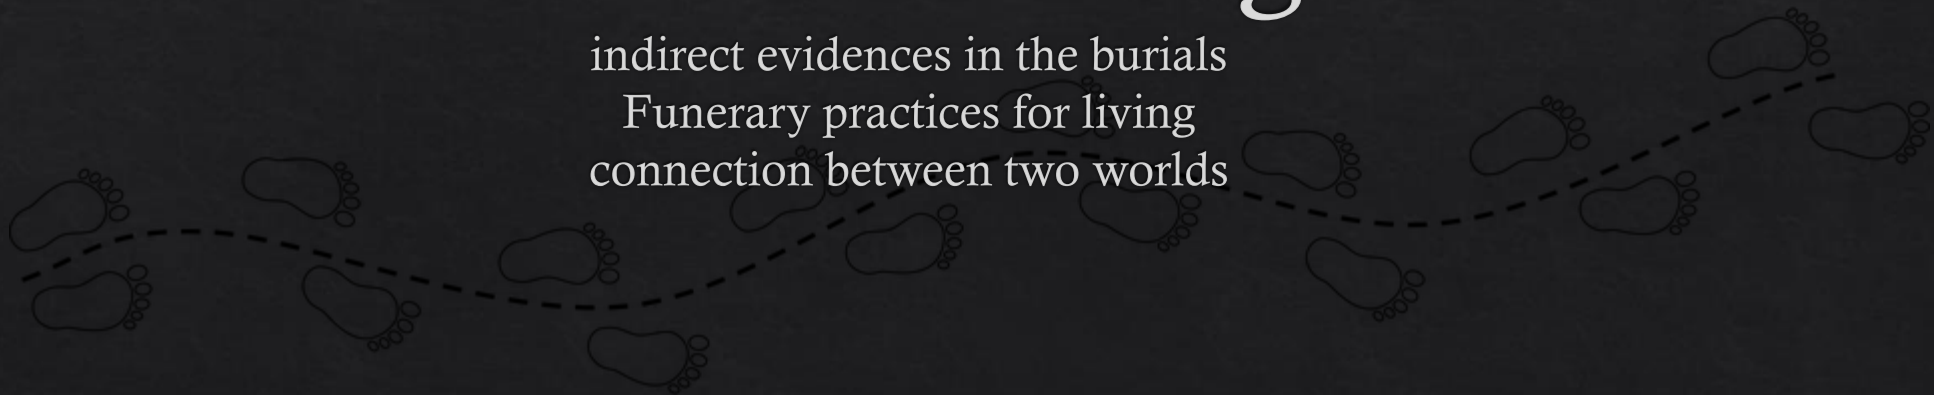 indirect evidences in the burials
Funerary practices for living
connection between two worlds